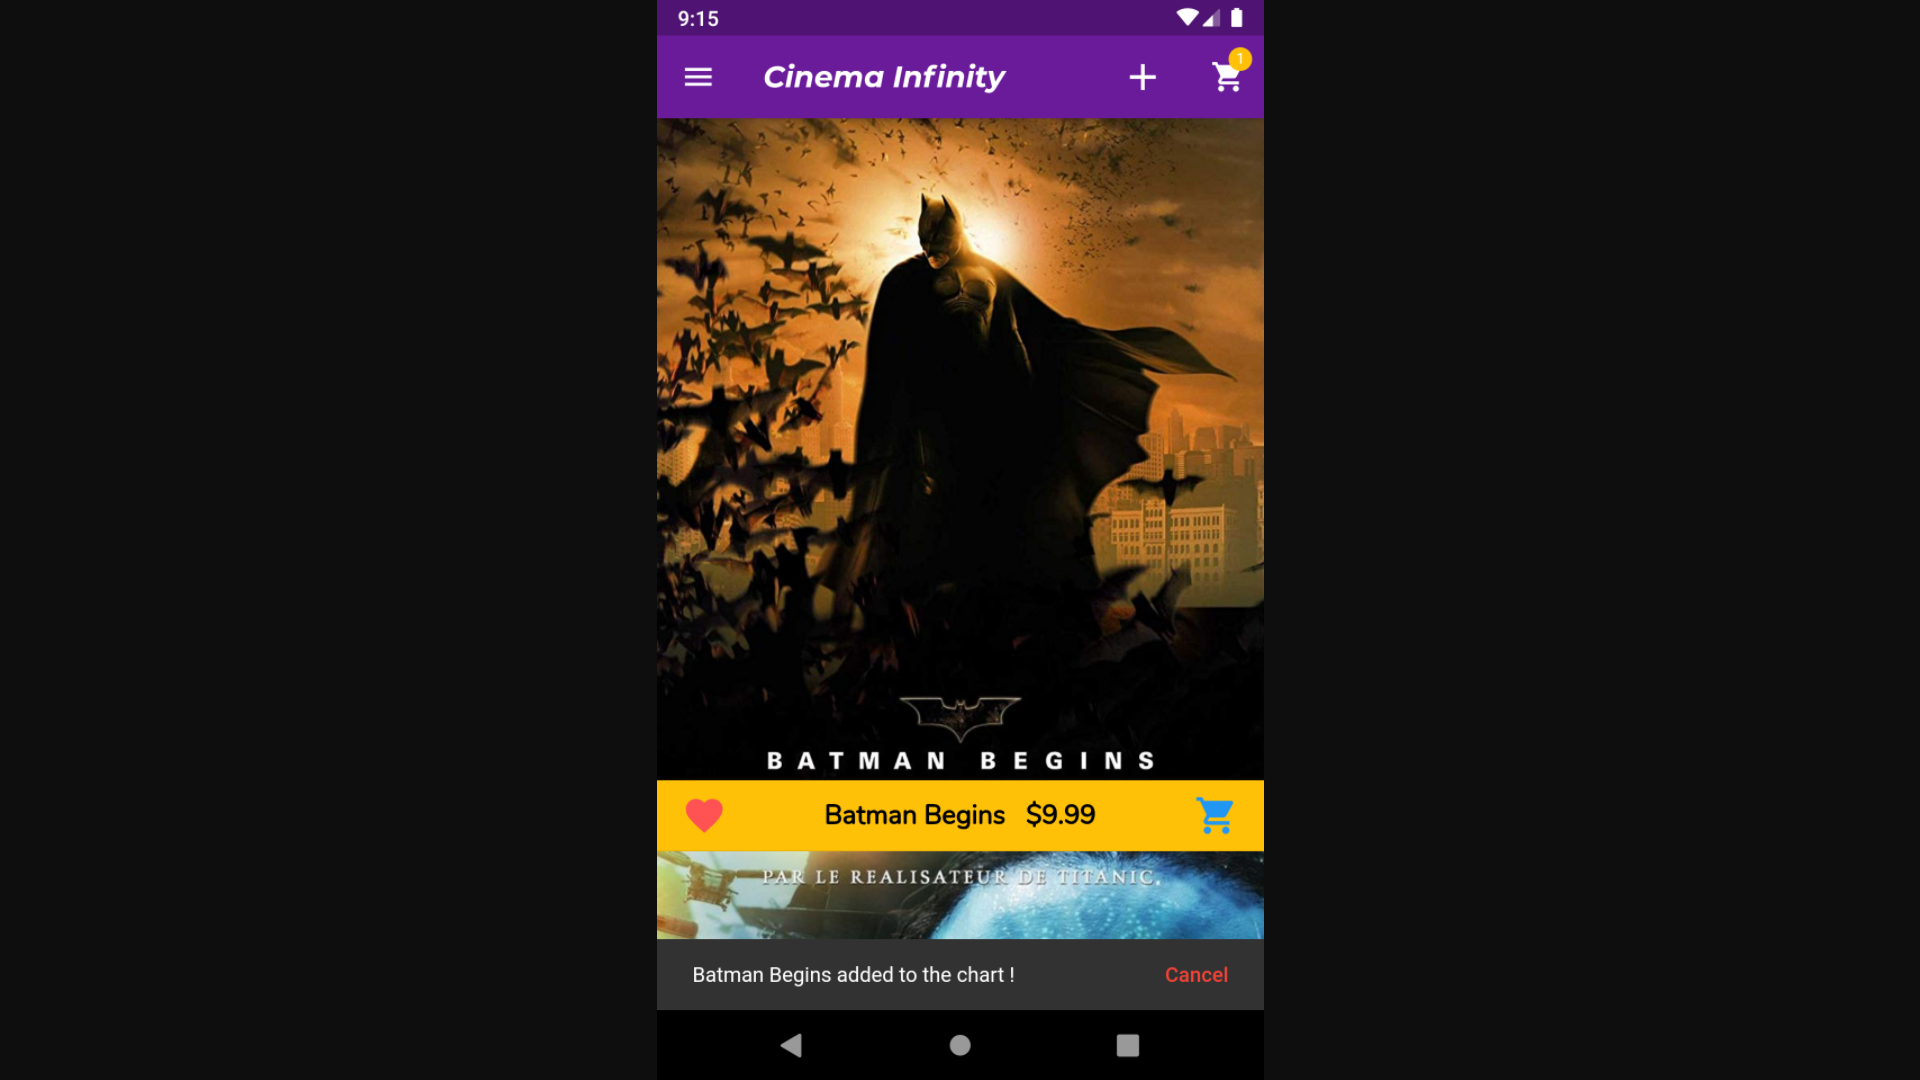 9:15
Cinema Infinity
1
BATMAN BEGINS
Batman Begins $9.99
PAR LE REALISATEUR DE TITANIC.
Batman Begins added to the chart !
Cancel